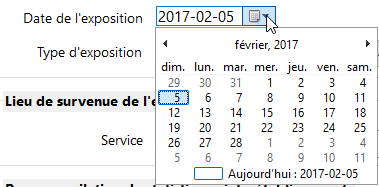 Date de l'exposition 2017-02-05
Type d'exposition
février, 2017
dim. lun. mar. mer. jeu. ven. sam.
29 30 31 1 2 3 4
5 6 7 8 9 10 11
12 13 14 15 16 17 18
19 20 21 22 23 24 25
26 27 28 1 2 3 4
5 6 7 8 9 10 11
Aujourd'hui : 2017-02-05
Lieu de survenue de l'e
Service